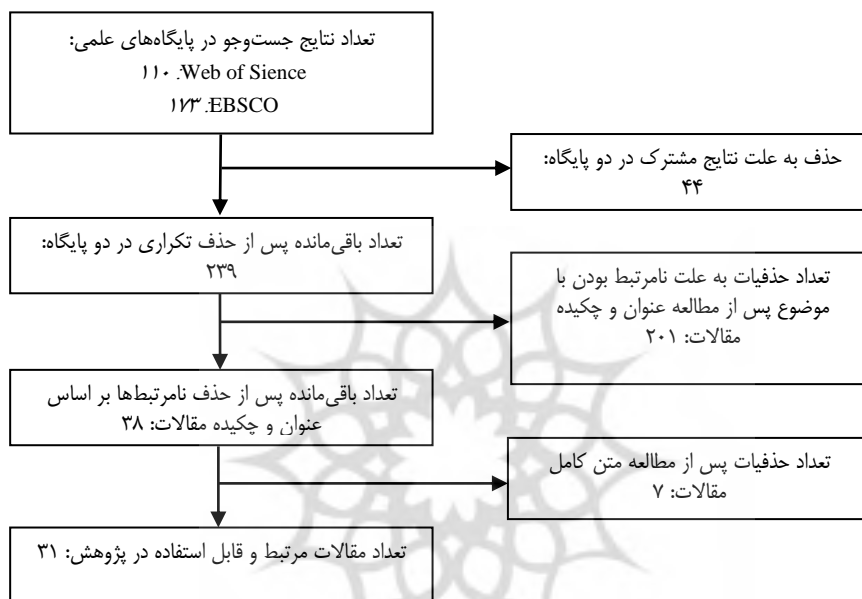 تعداد نتایج جست‌وجو در پایگاه‌های علمی:
۱۱۰ .Web of Sience
۱۷۳ .EBSCO
حذف به علت نتایج مشترک در دو پایگاه:
۴۴
تعداد باقی‌مانده پس از حذف تکراری در دو پایگاه:
۲۳۹
تعداد حذفیات به علت نامرتبط بودن با
موضوع پس از مطالعه عنوان و چکیده
مقالات: ۲۰۱
تعداد باقی‌مانده پس از حذف نامرتبط‌ها بر اساس
عنوان و چکیده مقالات: ۳۸
تعداد حذفیات پس از مطالعه متن کامل
مقالات: ۷
تعداد مقالات مرتبط و قابل استفاده در پژوهش: ۳۱